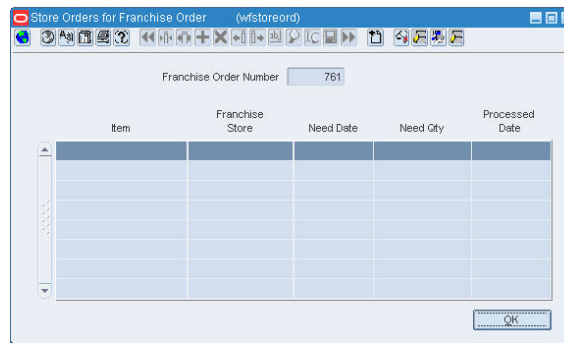 Store Orders for Franchise Order (wfstoreord)
Franchise Order Number 761
Item Franchise Store Need Date Need Qty Processed Date
OK